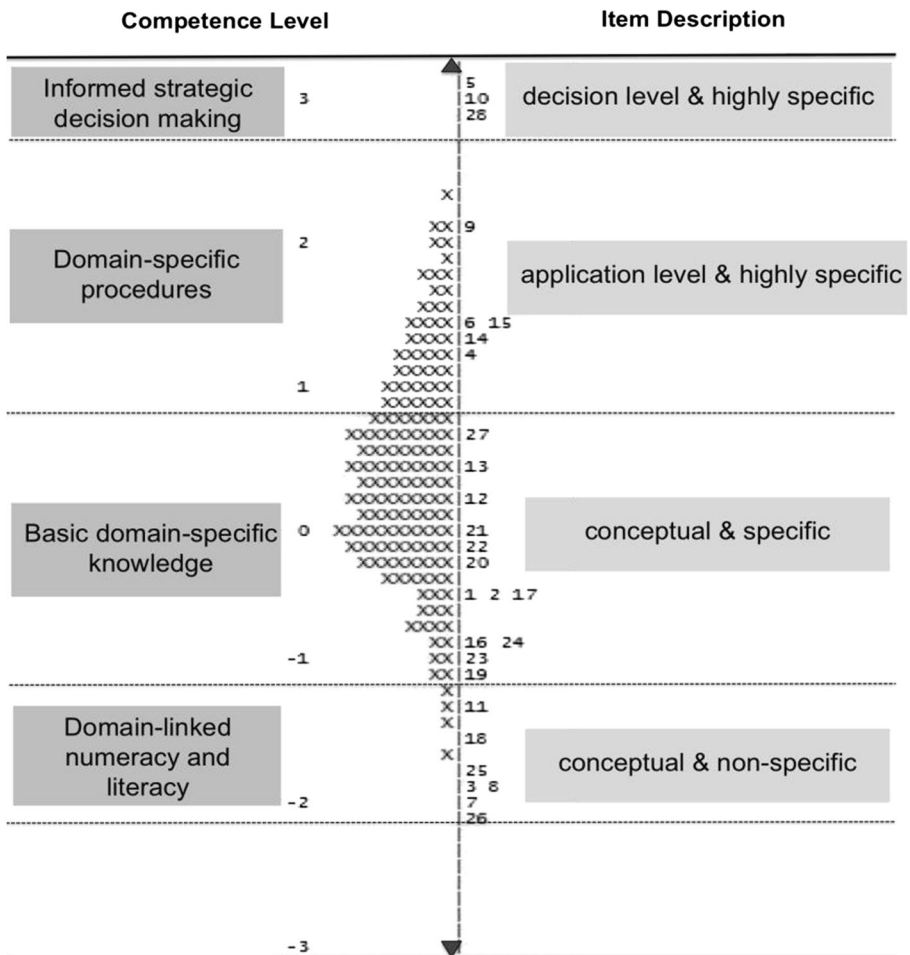 Competence Level Item Description
5
Informed strategic decision making
3 10
decision level & highly specific
28
X
XX 9
2 XX
X
Domain-specific
procedures
XXX
application level & highly specific
XX
XXX
XXXX 6 15
XXXX 14
XXXXX 4
XXXXX
1 XXXXXX
XXXXXX
XXXXXXX
XXXXXXXXX 27
XXXXXXXX
XXXXXXXXX 13
XXXXXXXX
XXXXXXXXX 12
XXXXXXXX
Basic domain-specific
knowledge
0 XXXXXXXXXX 21
conceptual & specific
XXXXXXXXX 22
XXXXXXXX 20
XXXXXX
XXX 1 2 17
XXX
XXXX
XX 16 24
-1 XX 23
XX 19
X
X 11
X
Domain-linked
numeracy and
literacy
18
X
conceptual & non-specific
25
3 8
-2 7
26
-3